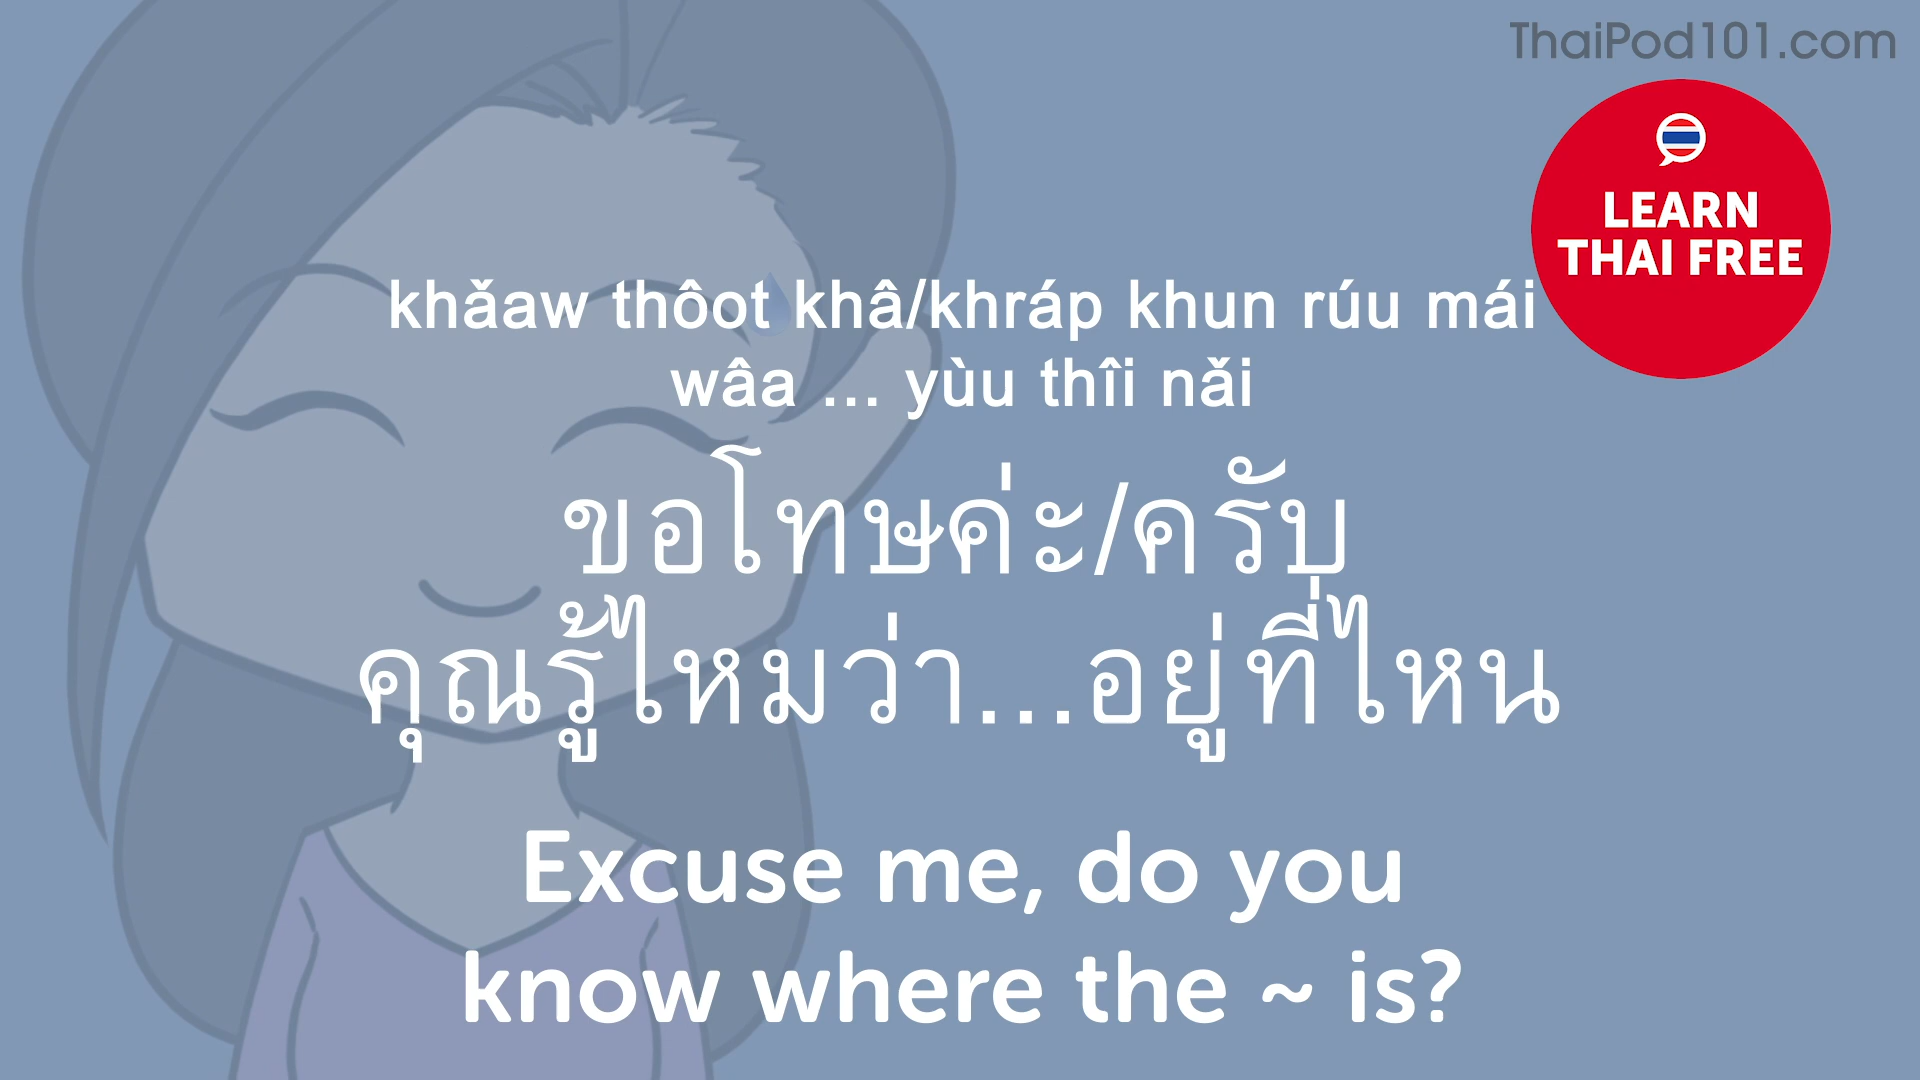 ThaiPod101.com
LEARN
THAI FREE
khǎaw thôot khâ/khráp khun rúu mái
wâa ... yùu thîi nǎi
ขอโทษค่ะ/ครับ
คุณรู้ไหมว่า...อยู่ที่ไหน
Excuse me, do you
know where the ~ is?